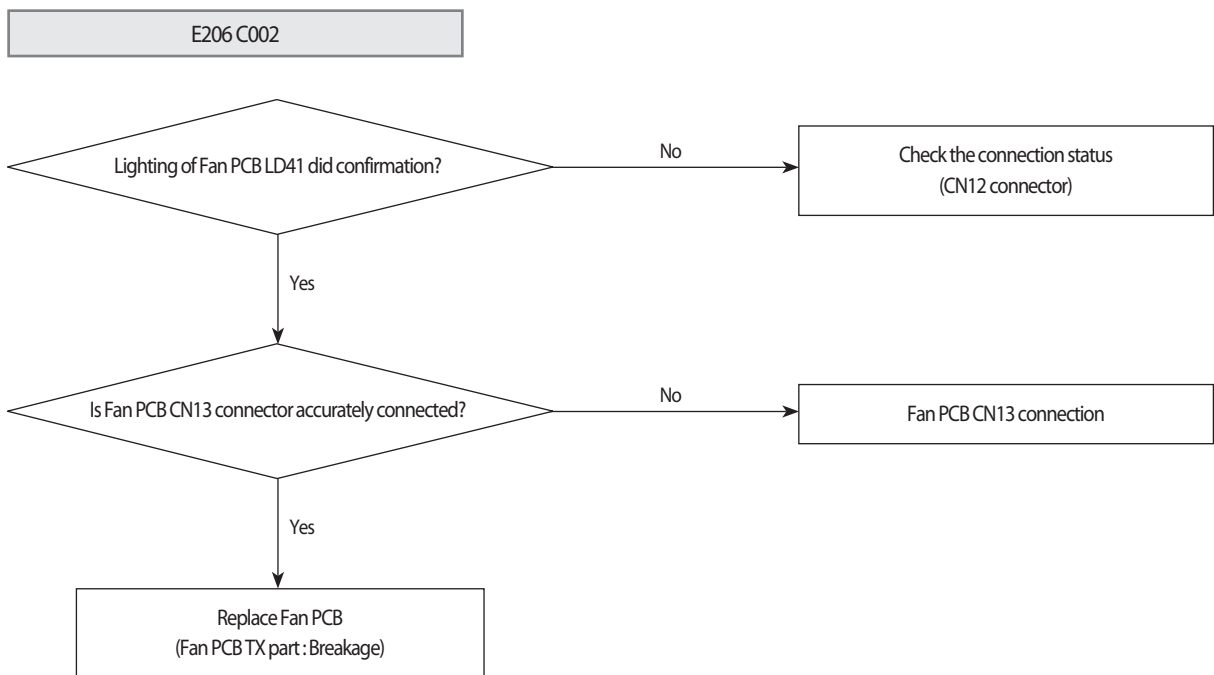 E206 C002
Lighting of Fan PCB LD41 did confirmation?
No
Check the connection status
(CN12 connector)
Yes
Is Fan PCB CN13 connector accurately connected?
No
Fan PCB CN13 connection
Yes
Replace Fan PCB
(Fan PCB TX part : Breakage)